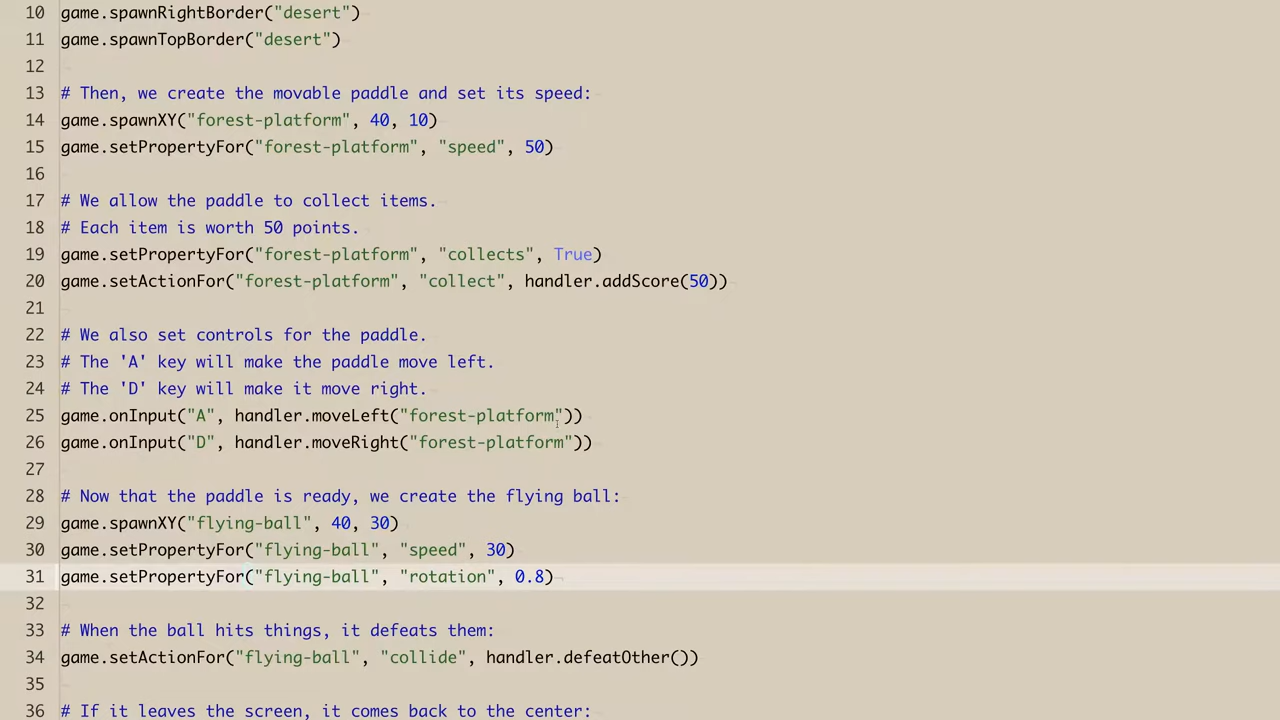 10 game.spawnRightBorder("desert")
11 game.spawnTopBorder("desert")
12
13 # Then, we create the movable paddle and set its speed:
14 game.spawnXY("forest-platform", 40, 10)
15 game.setPropertyFor("forest-platform", "speed", 50)
16
17 # We allow the paddle to collect items.
18 # Each item is worth 50 points.
19 game.setPropertyFor("forest-platform", "collects", True)
20 game.setActionFor("forest-platform", "collect", handler.addScore(50))
21
22 # We also set controls for the paddle.
23 # The 'A' key will make the paddle move left.
24 # The 'D' key will make it move right.
25 game.onInput("A", handler.moveLeft("forest-platform"))
26 game.onInput("D", handler.moveRight("forest-platform"))
27
28 # Now that the paddle is ready, we create the flying ball:
29 game.spawnXY("flying-ball", 40, 30)
30 game.setPropertyFor("flying-ball", "speed", 30)
31 game.setPropertyFor("flying-ball", "rotation", 0.8)
32
33 # When the ball hits things, it defeats them:
34 game.setActionFor("flying-ball", "collide", handler.defeatOther())
35
36 # If it leaves the screen, it comes back to the center: